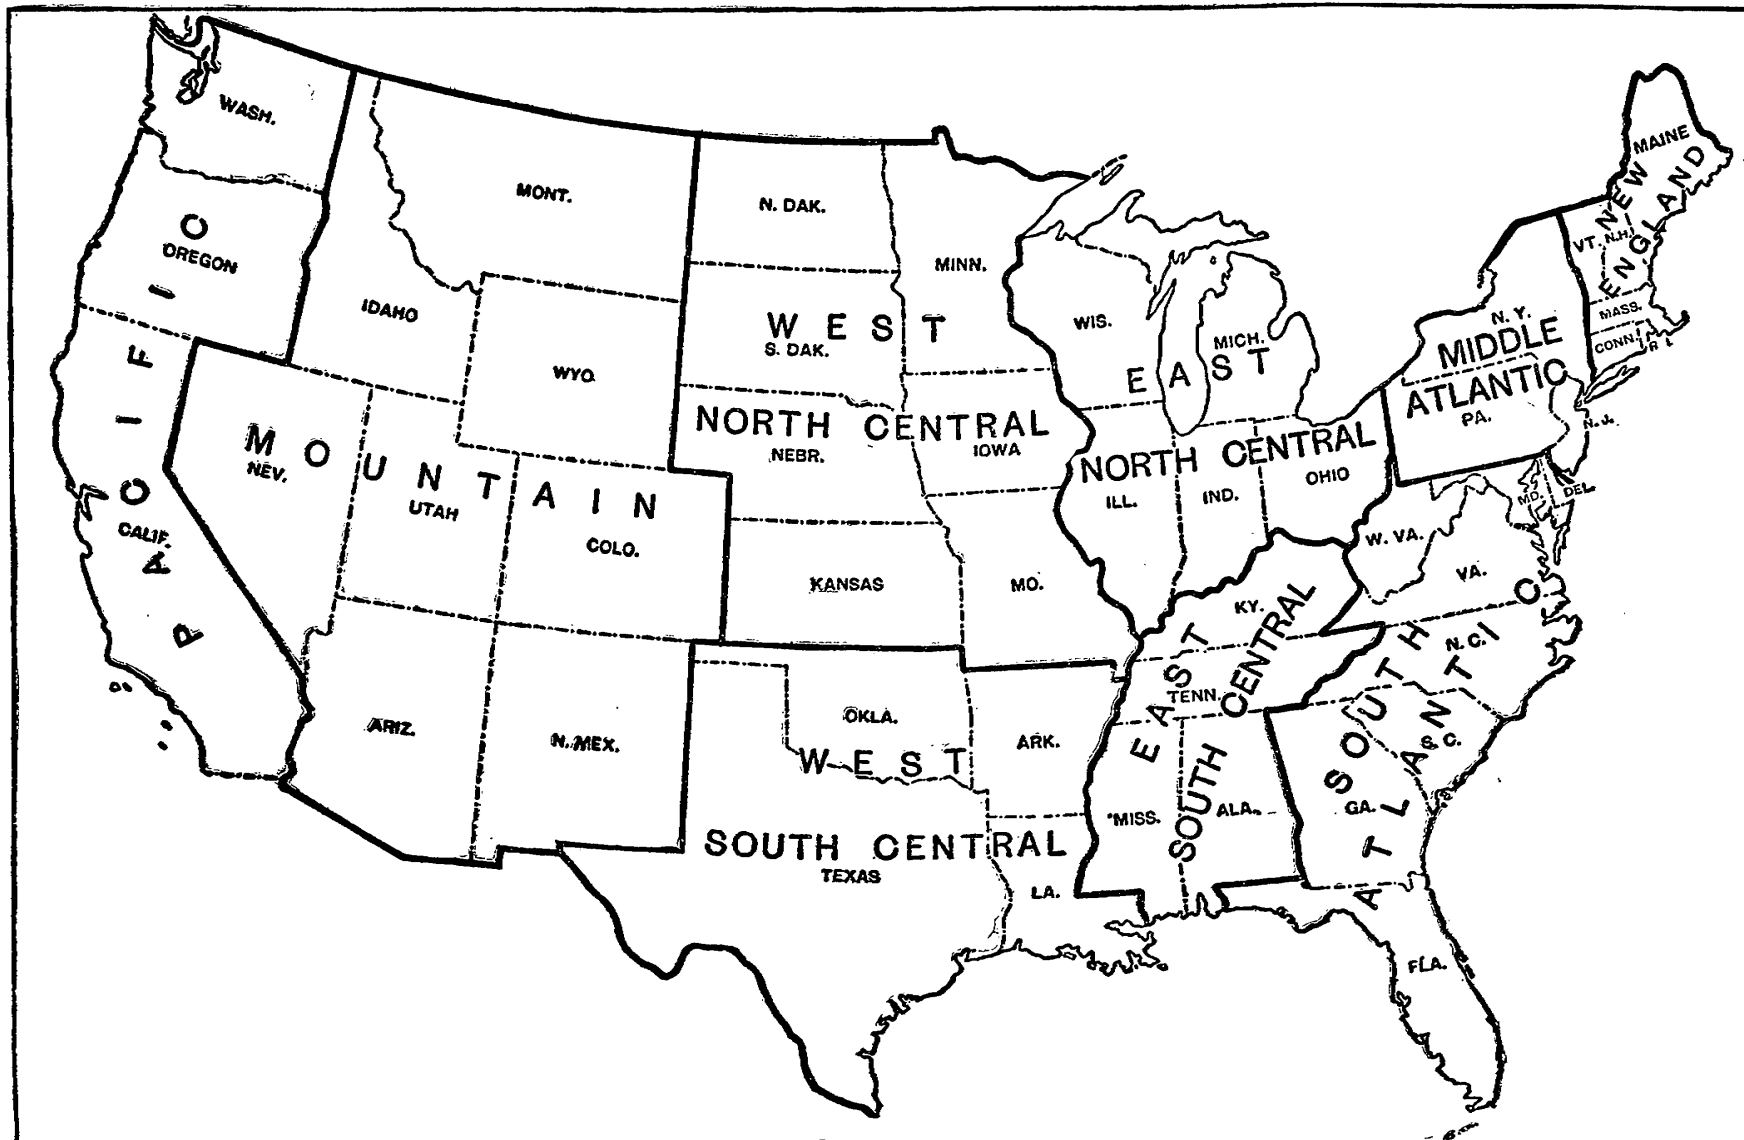 WASH.
OREGON
CALIF.
PACIFIC
MONT.
IDAHO
WYO.
NEV.
UTAH
COLO.
ARIZ.
N. MEX.
MOUNTAIN
N. DAK.
MINN.
S. DAK.
NEBR.
IOWA
KANSAS
MO.
WEST
NORTH CENTRAL
WIS.
MICH.
ILL.
IND.
OHIO
EAST
NORTH CENTRAL
OKLA.
ARK.
TEXAS
LA.
WEST
SOUTH CENTRAL
KY.
TENN.
MISS.
ALA.
EAST
SOUTH CENTRAL
MAINE
VT.
N.H.
MASS.
CONN.
R I.
NEW
ENGLAND
N. Y.
PA.
N. J.
MIDDLE
ATLANTIC
MD.
DEL.
W. VA.
VA.
N. C.
S. C.
GA.
FLA.
SOUTH
ATLANTIC